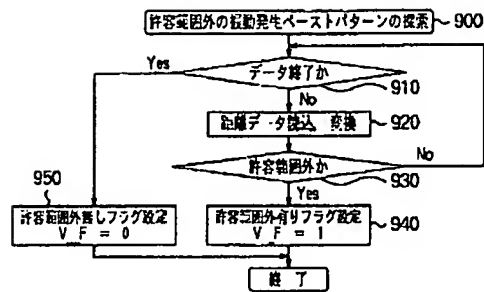 許容範囲外の振動発生ペーストパターンの探索
900
Yes
データ終了か
910
No
距離データ読込、変換
920
許容範囲外か
No
930
950
Yes
許容範囲外無しフラグ設定
V_F = 0
許容範囲外有りフラグ設定
V_F = 1
940
終了